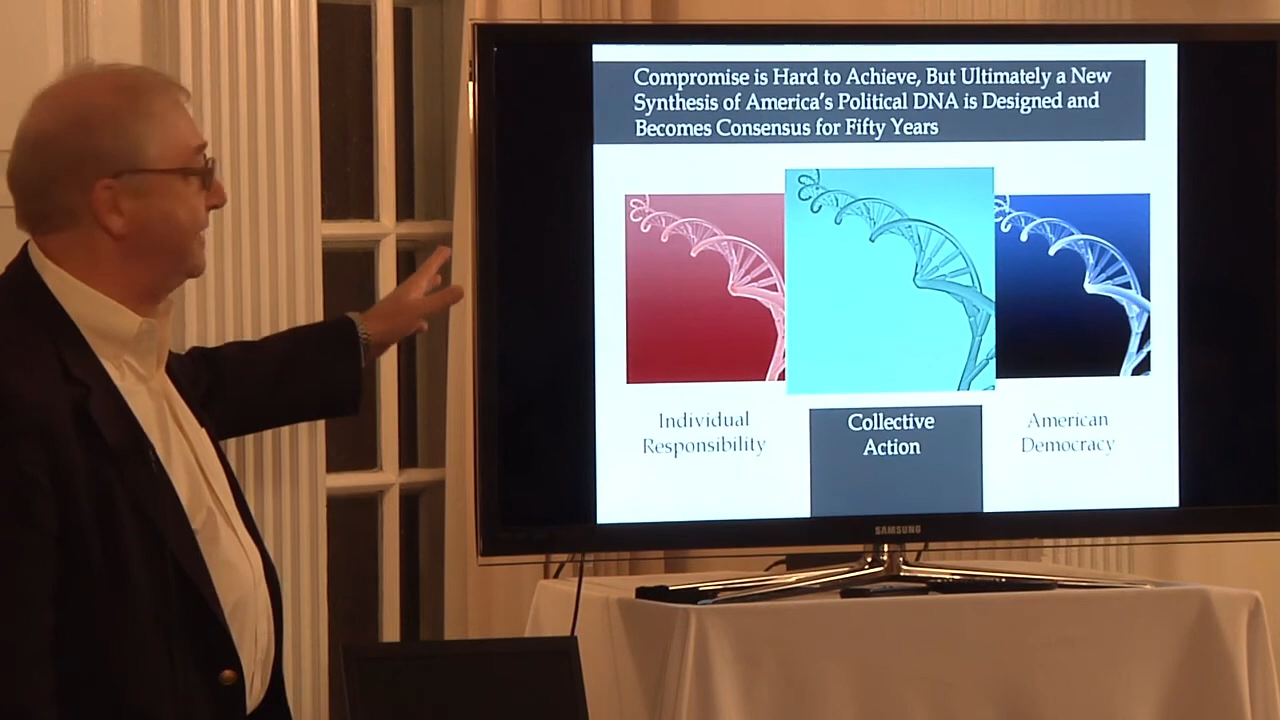 Compromise is Hard to Achieve, But Ultimately a New
Synthesis of America's Political DNA is Designed and
Becomes Consensus for Fifty Years
Individual
Responsibility
Collective
Action
American
Democracy
SAMSUNG